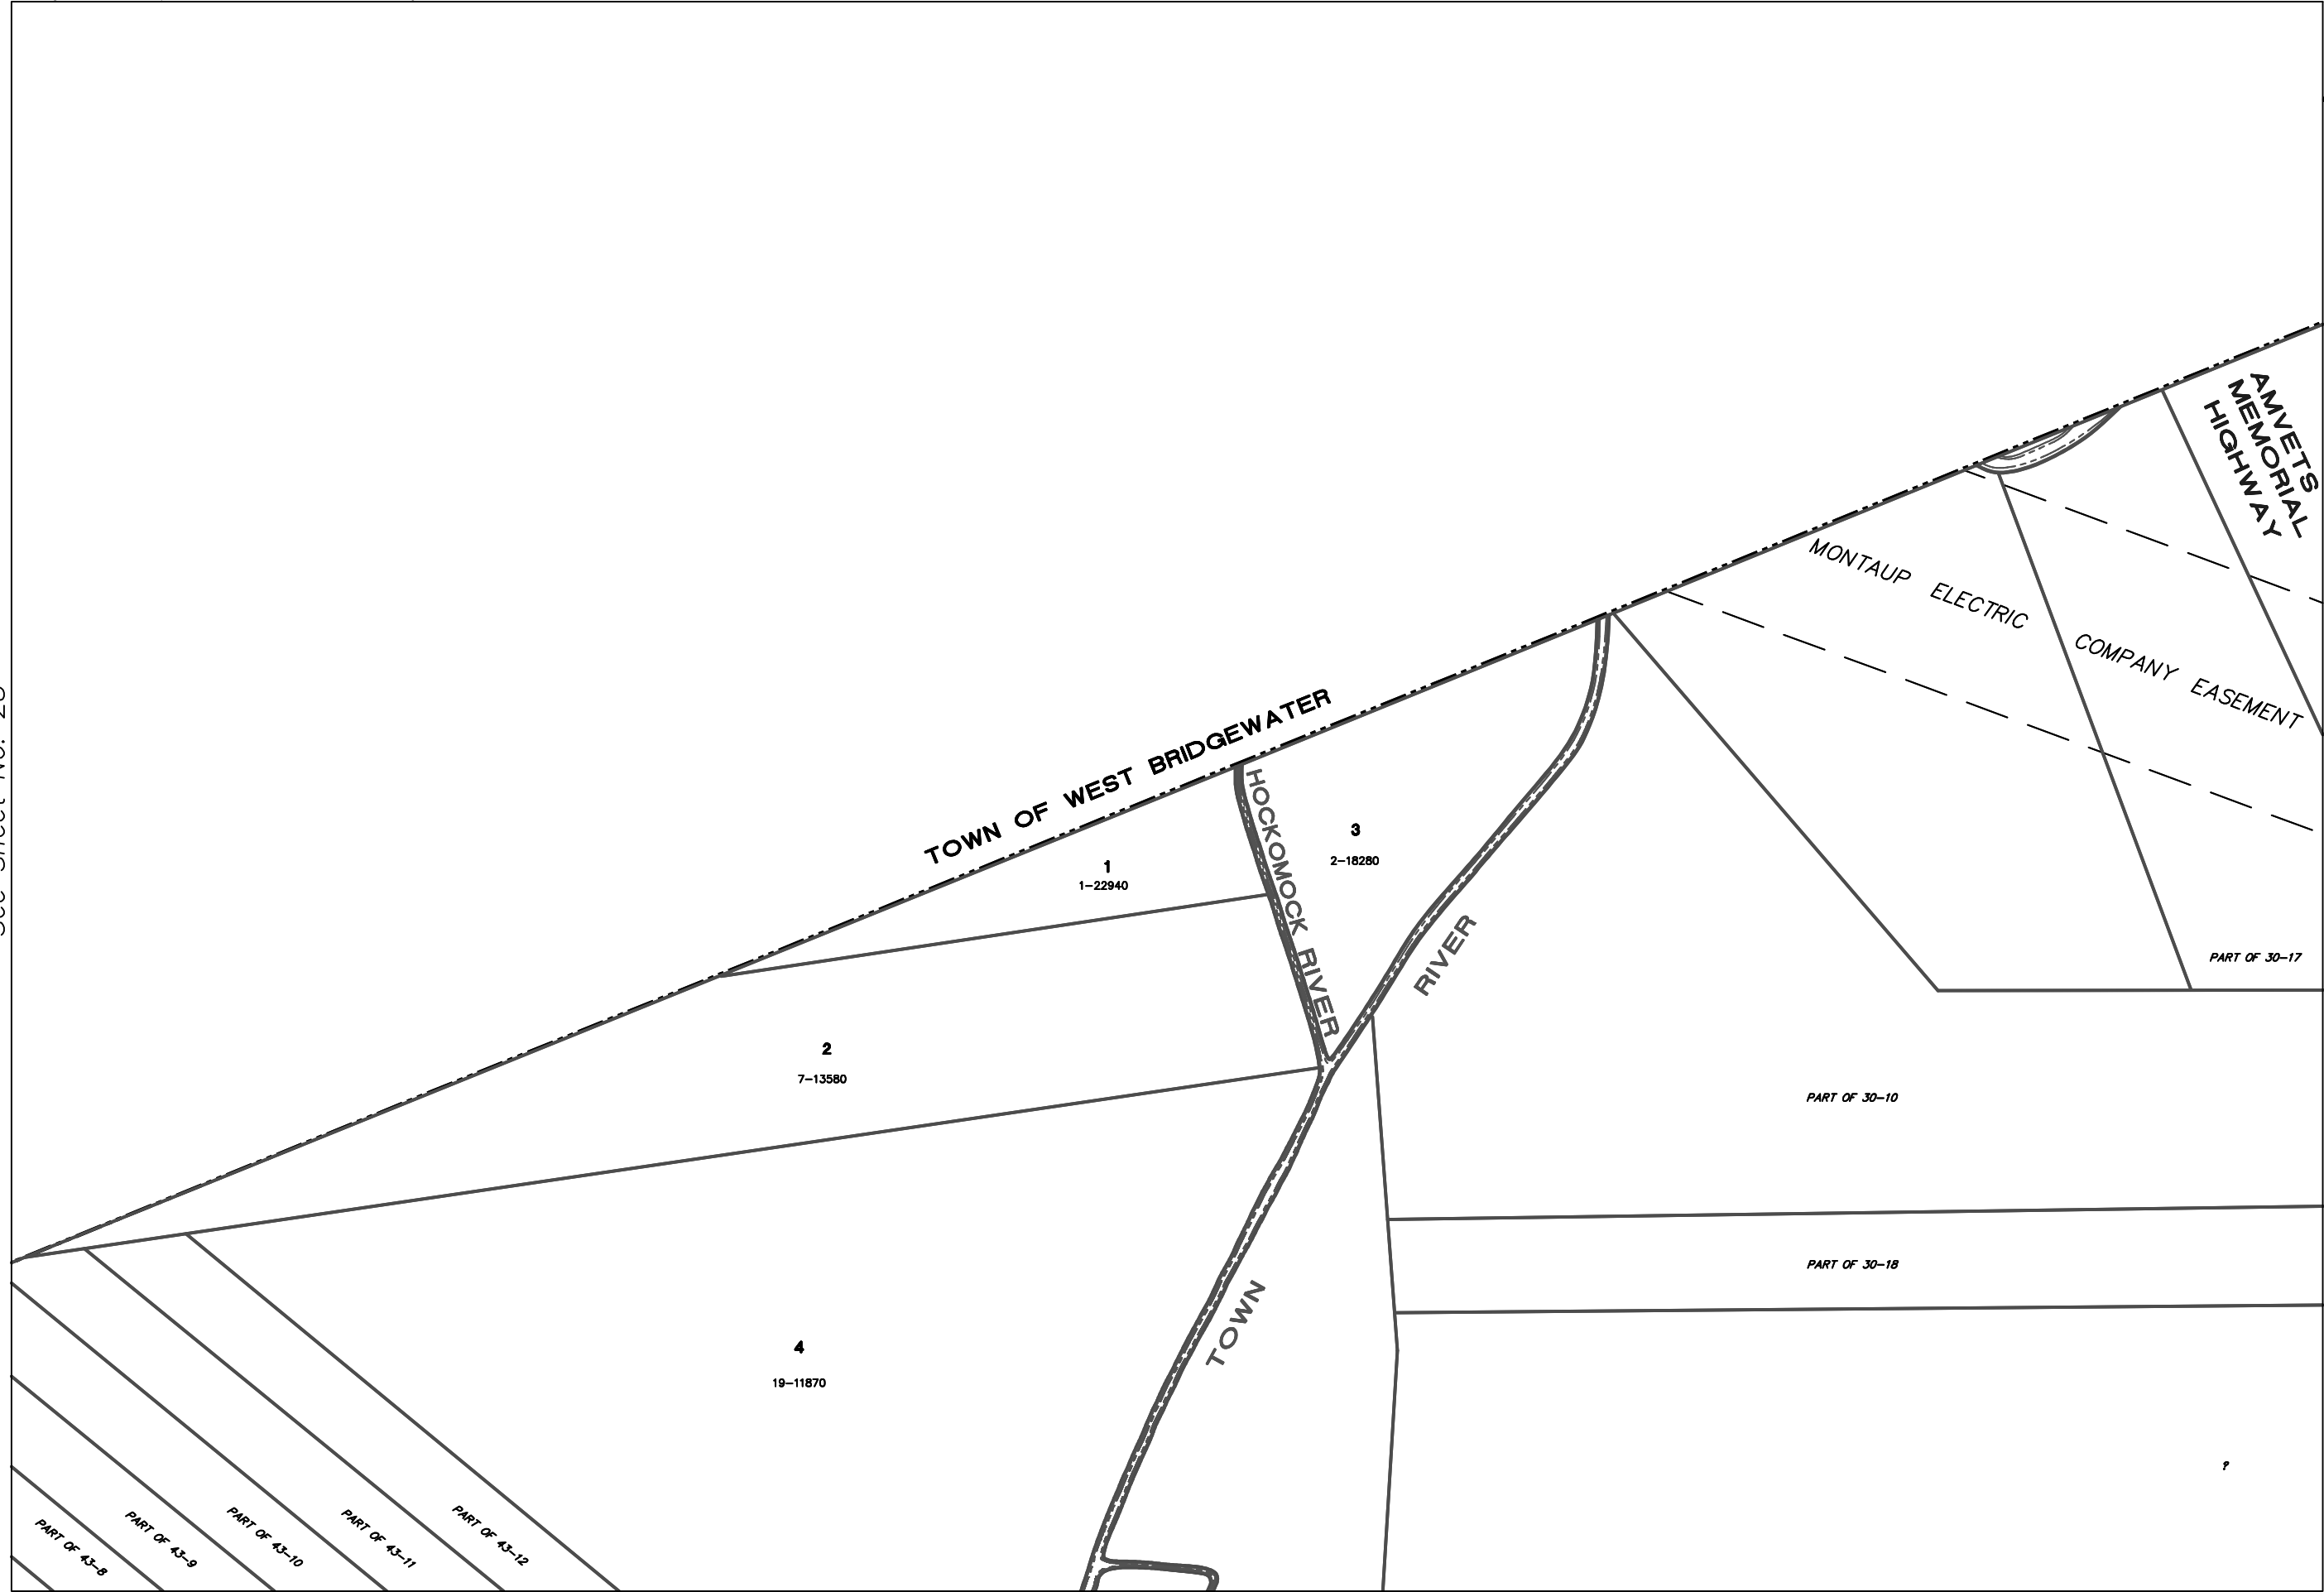 AMVETS
MEMORIAL
HIGHWAY
MONTAUP ELECTRIC COMPANY EASEMENT
TOWN OF WEST BRIDGEWATER
HOCKOMOCK RIVER
3
2-18280
1
1-22940
RIVER
PART OF 30-17
2
7-13580
PART OF 30-10
PART OF 30-18
TOWN
4
19-11870
?
PART OF 43-8
PART OF 43-9
PART OF 43-10
PART OF 43-11
PART OF 43-12